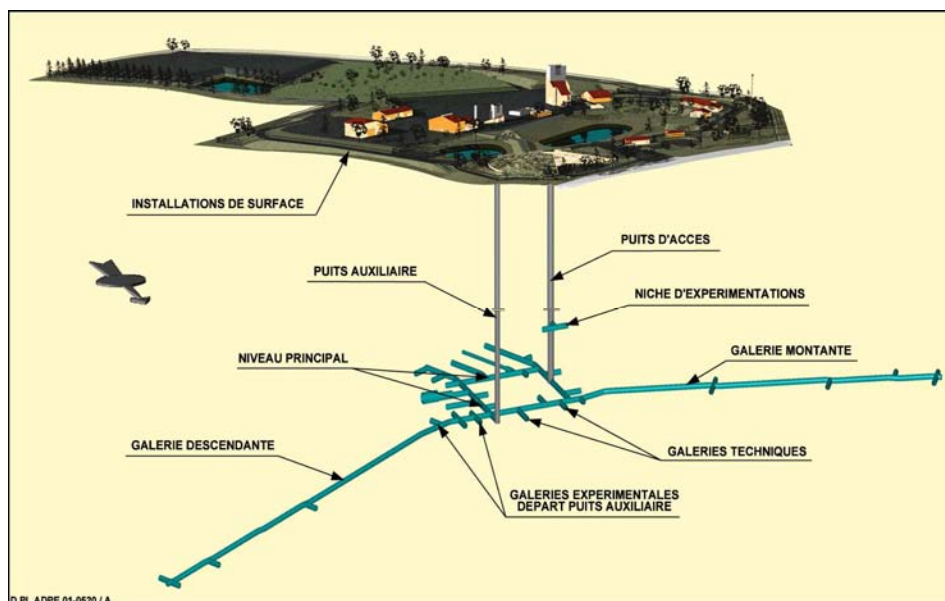 INSTALLATIONS DE SURFACE
PUITS D'ACCES
PUITS AUXILIAIRE
NICHE D'EXPERIMENTATIONS
NIVEAU PRINCIPAL
GALERIE MONTANTE
GALERIE DESCENDANTE
GALERIES TECHNIQUES
GALERIES EXPERIMENTALES
DEPART PUITS AUXILIAIRE